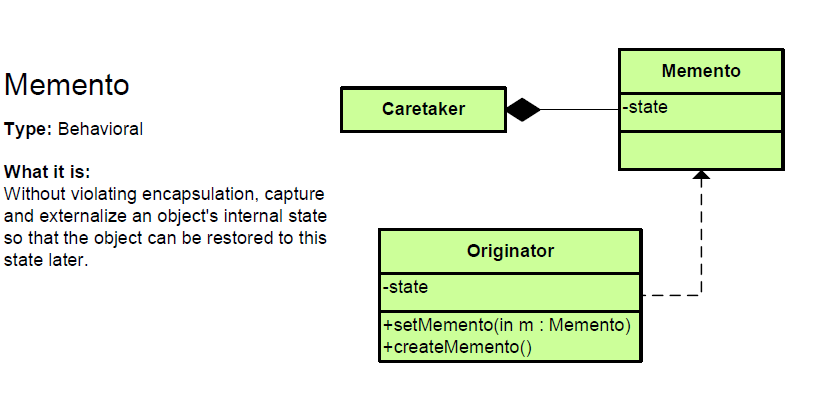 Memento
Type: Behavioral
What it is:
Without violating encapsulation, capture
and externalize an object's internal state
so that the object can be restored to this
state later.
Caretaker
Memento
-state
Originator
-state
+setMemento(in m : Memento)
+createMemento()